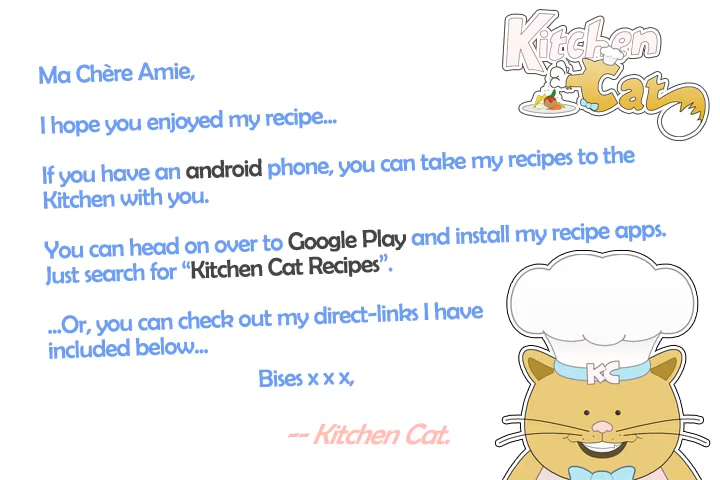 Kitchen
Cat
Ma Chère Amie,
I hope you enjoyed my recipe...
If you have an android phone, you can take my recipes to the
Kitchen with you.
You can head on over to Google Play and install my recipe apps.
Just search for “Kitchen Cat Recipes”.
...Or, you can check out my direct-links I have
included below...
Bises x x x,
-- Kitchen Cat.
KC